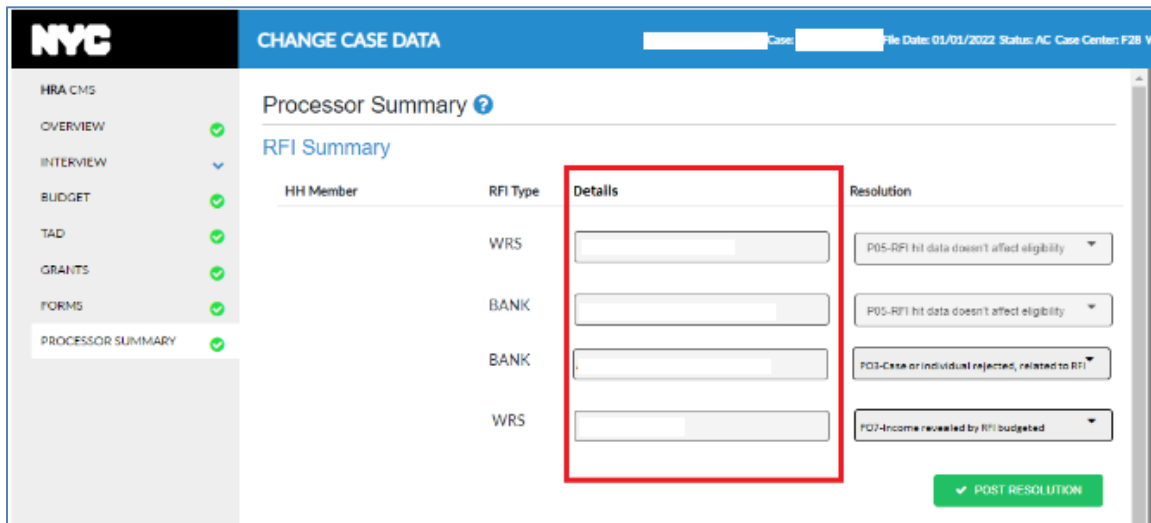 NYC
CHANGE CASE DATA
Case:
File Date: 01/01/2022 Status: AC Case Center: F28
HRA CMS
OVERVIEW
INTERVIEW
BUDGET
TAD
GRANTS
FORMS
PROCESSOR SUMMARY
Processor Summary ?
RFI Summary
HH Member RFI Type Details Resolution
WRS P05-RFI hit data doesn't affect eligibility
BANK P05-RFI hit data doesn't affect eligibility
BANK PO3-Case or individual rejected, related to RFI
WRS PO7-Income revealed by RFI budgeted
POST RESOLUTION